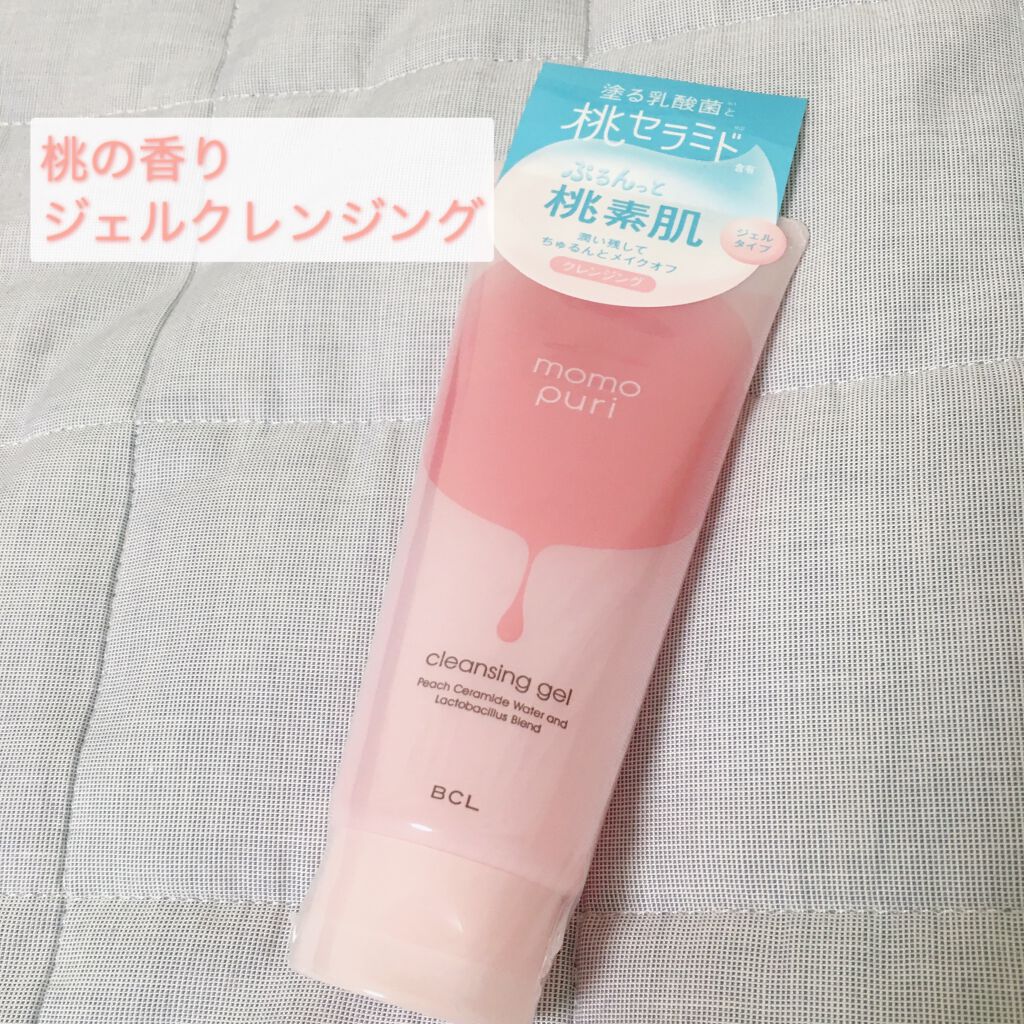 桃の香り
ジェルクレンジング
塗る乳酸菌と
桃セラミド
含有
ぷるんっと
桃素肌
潤い残して
ちゅるんとメイクオフ
クレンジング
ジェル
タイプ
momo
puri
cleansing gel
Peach Ceramide Water and
Lactobacillus Blend
BCL